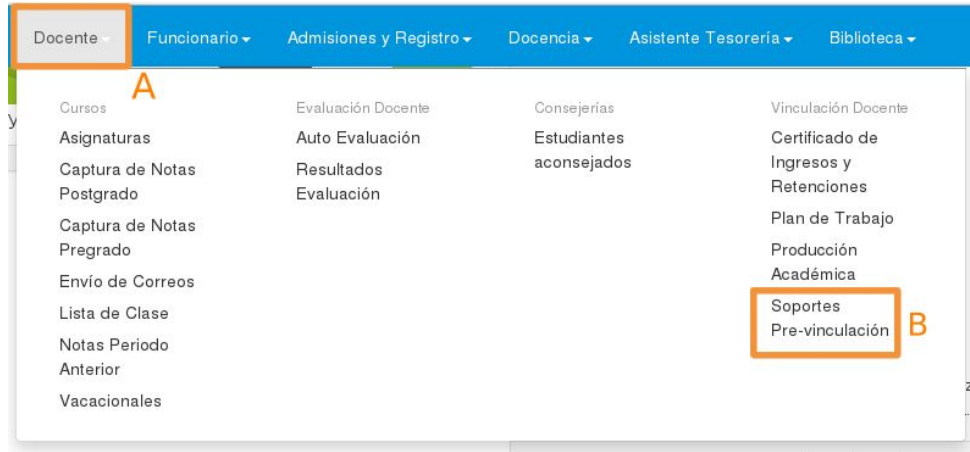 Docente
Funcionario
Admisiones y Registro
Docencia
Asistente Tesorería
Biblioteca
A
Cursos
Asignaturas
Captura de Notas
Postgrado
Captura de Notas
Pregrado
Envío de Correos
Lista de Clase
Notas Periodo
Anterior
Vacacionales
Evaluación Docente
Auto Evaluación
Resultados
Evaluación
Consejerías
Estudiantes
aconsejados
Vinculación Docente
Certificado de
Ingresos y
Retenciones
Plan de Trabajo
Producción
Académica
Soportes
Pre-vinculación
B
y